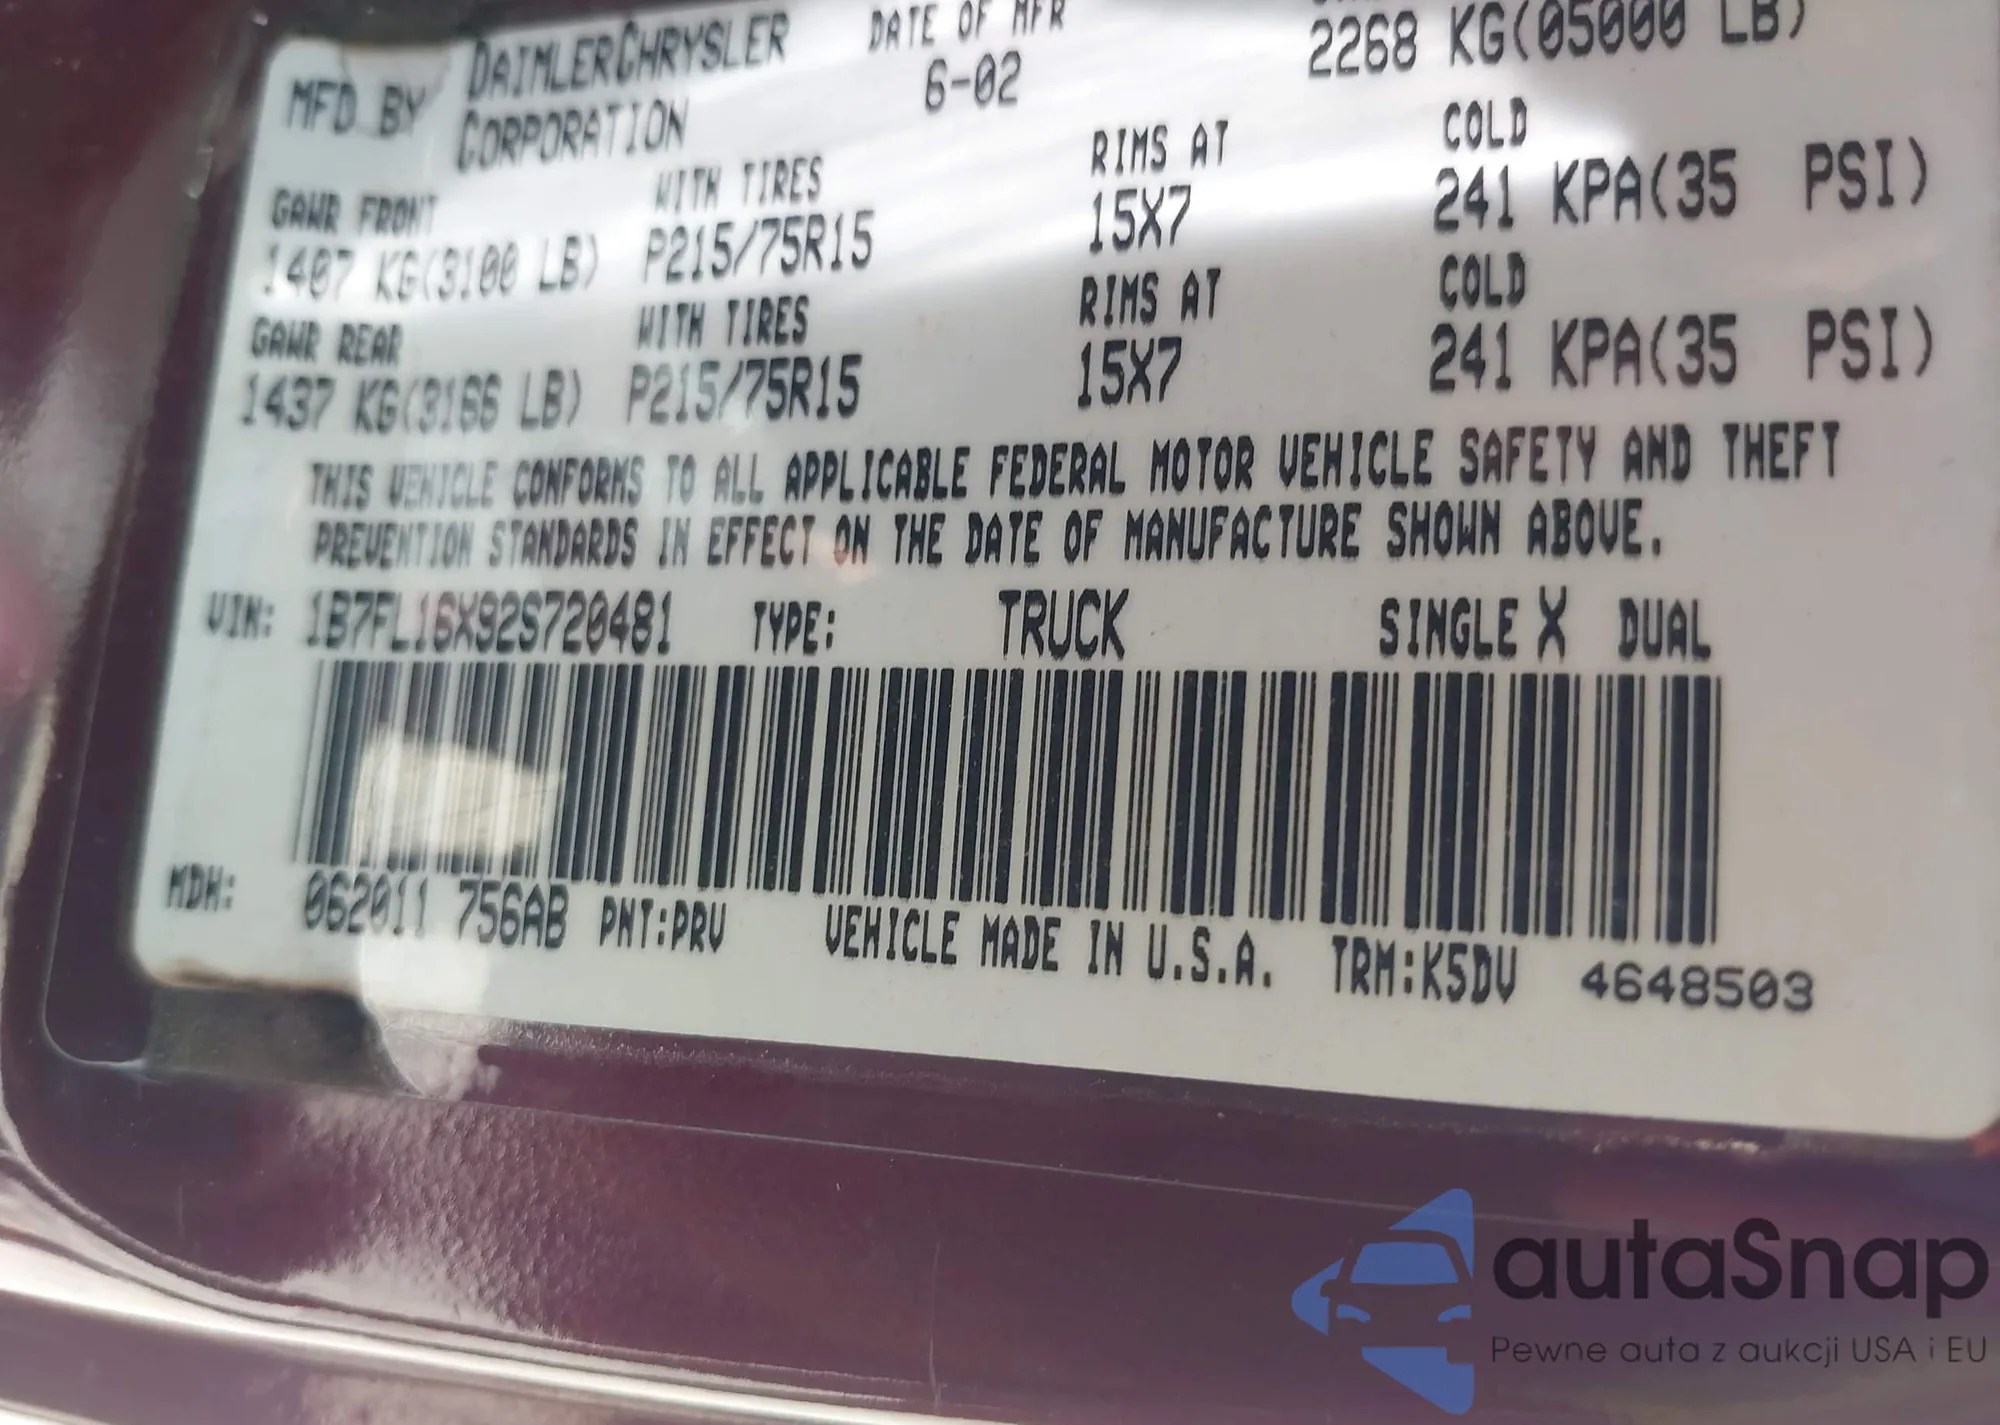 MFD BY DAIMLERCHRYSLER CORPORATION DATE OF MFR 6-02 2268 KG(05000 LB)
GAWR FRONT WITH TIRES RIMS AT COLD
1407 KG(3100 LB) P215/75R15 15X7 241 KPA(35 PSI)
GAWR REAR WITH TIRES RIMS AT COLD
1437 KG(3166 LB) P215/75R15 15X7 241 KPA(35 PSI)
THIS VEHICLE CONFORMS TO ALL APPLICABLE FEDERAL MOTOR VEHICLE SAFETY AND THEFT
PREVENTION STANDARDS IN EFFECT ON THE DATE OF MANUFACTURE SHOWN ABOVE.
VIN: 1B7FL16X92S720481 TYPE: TRUCK SINGLE X DUAL
MDH: 062011 756AB PNT:PRV VEHICLE MADE IN U.S.A. TRM:K5DV 4648503
autaSnap
Pewne auta z aukcji USA i EU